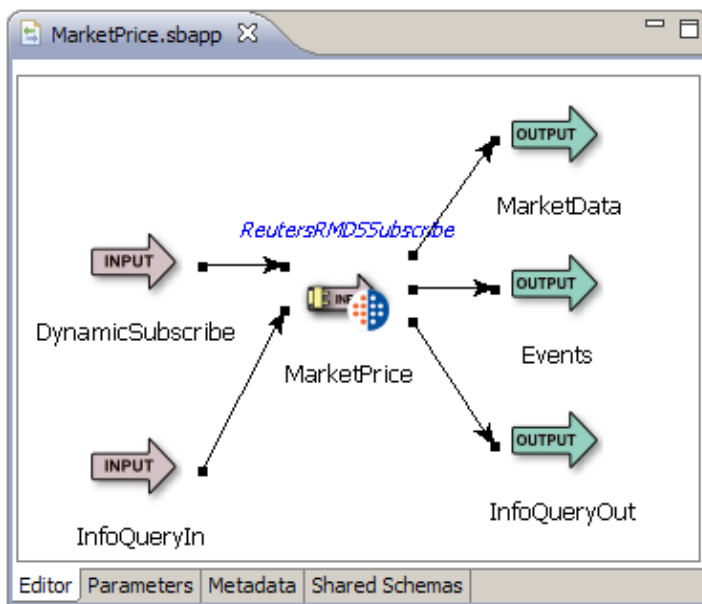 MarketPrice.sbapp
OUTPUT
MarketData
ReutersRMDSSubscribe
INPUT
DynamicSubscribe
MarketPrice
OUTPUT
Events
INPUT
InfoQueryIn
OUTPUT
InfoQueryOut
Editor Parameters Metadata Shared Schemas